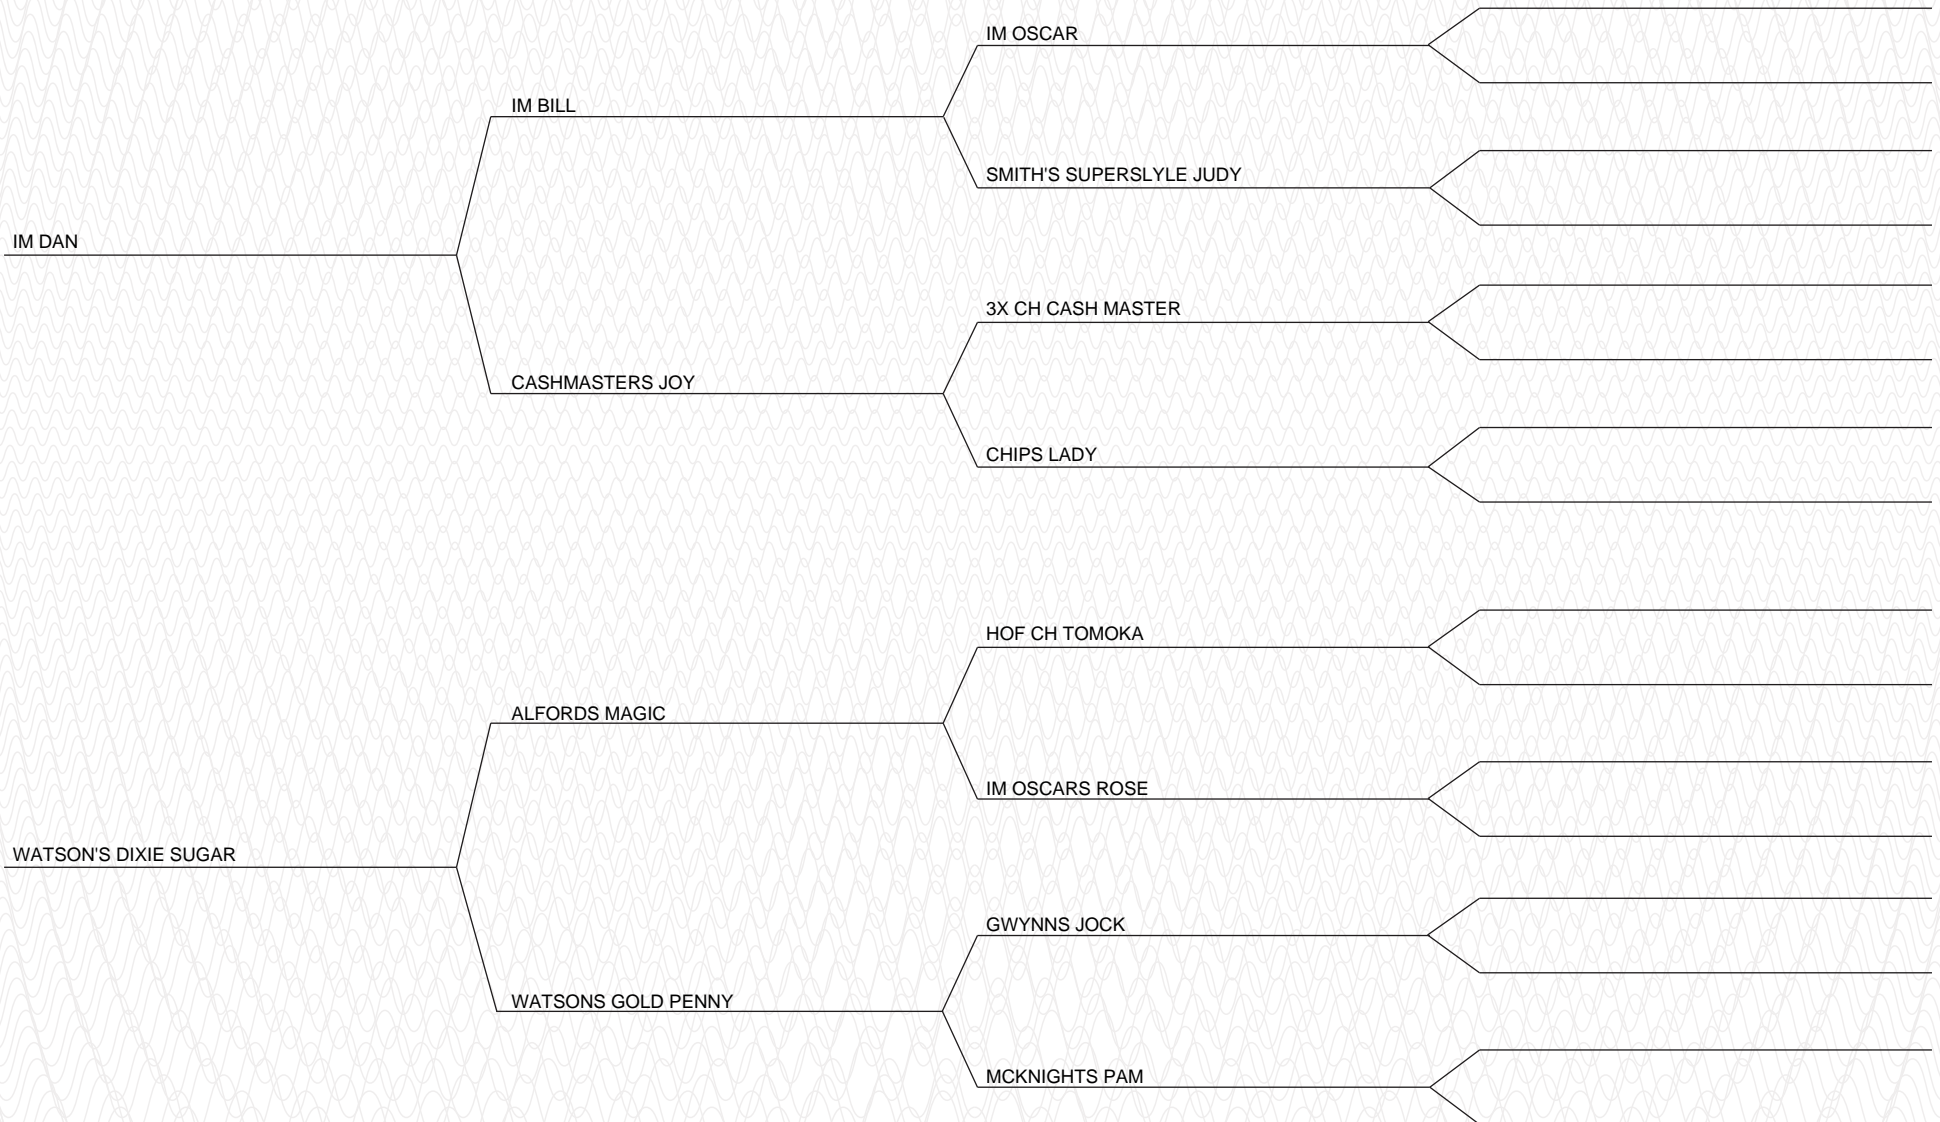 IM OSCAR
IM BILL
SMITH'S SUPERSLYLE JUDY
IM DAN
3X CH CASH MASTER
CASHMASTERS JOY
CHIPS LADY
HOF CH TOMOKA
ALFORDS MAGIC
IM OSCARS ROSE
WATSON'S DIXIE SUGAR
GWYNNS JOCK
WATSONS GOLD PENNY
MCKNIGHTS PAM